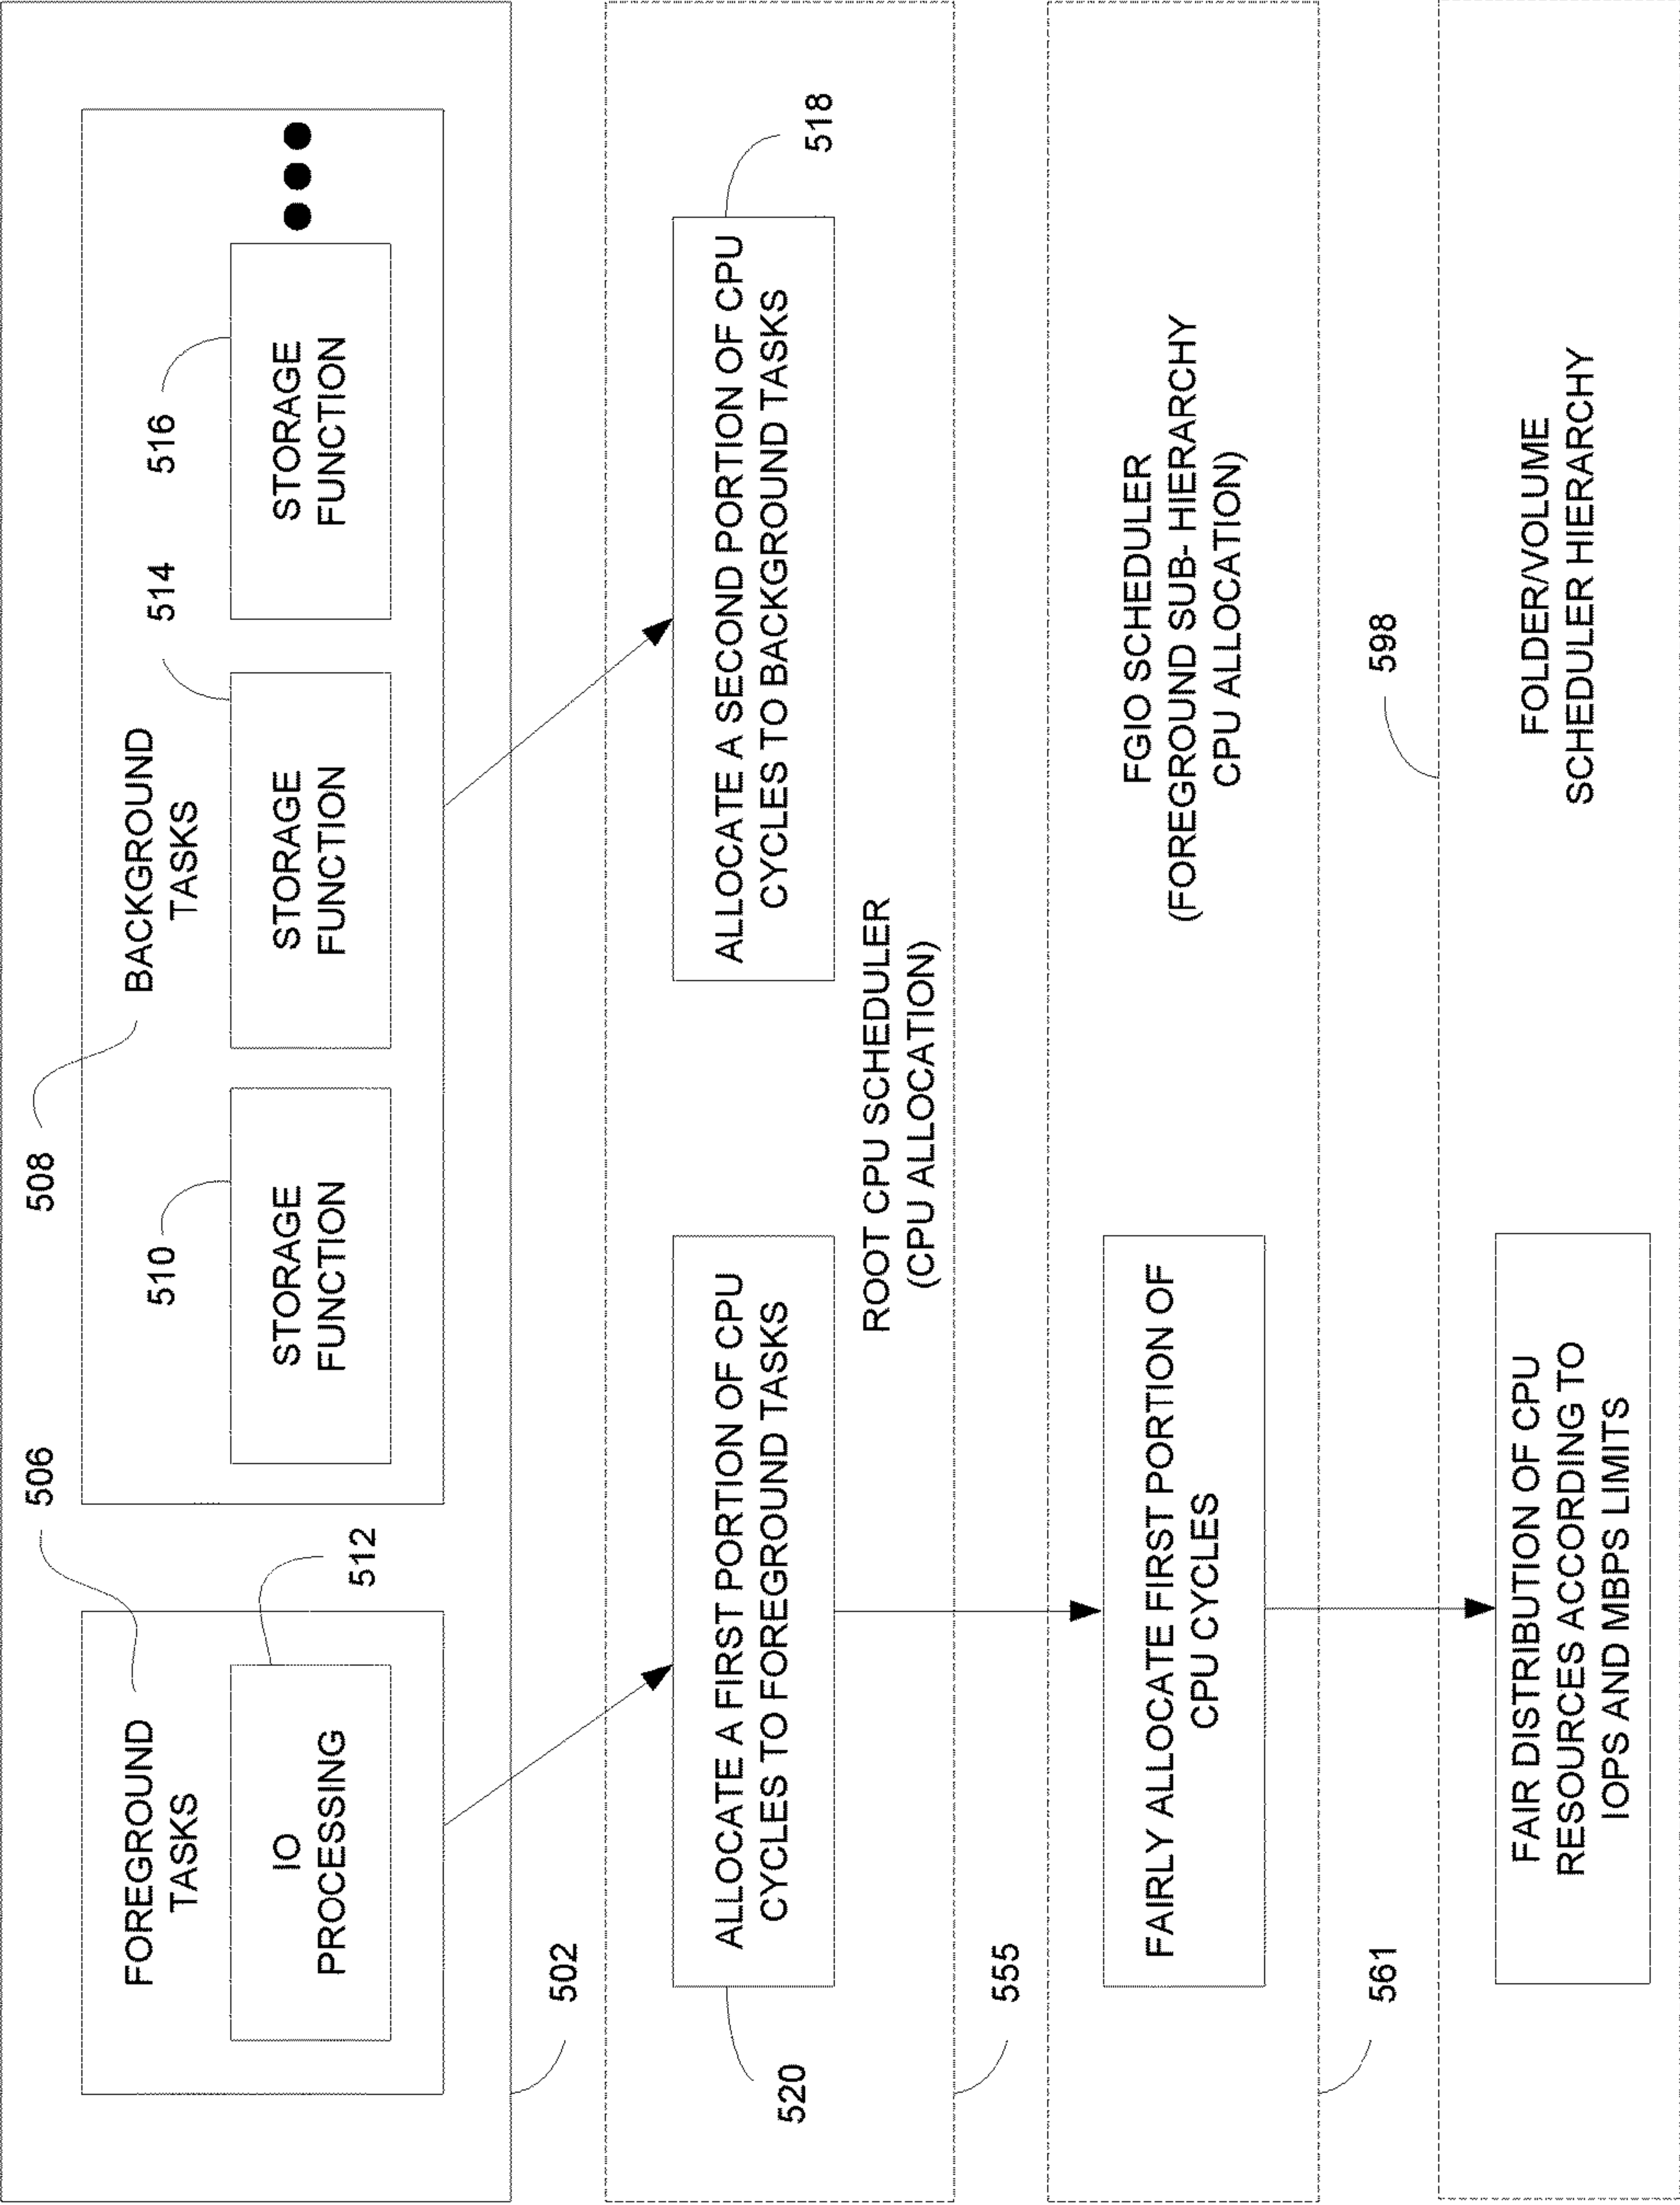 506
508
FOREGROUND
TASKS
BACKGROUND
TASKS
510
514
516
IO
PROCESSING
STORAGE
FUNCTION
STORAGE
FUNCTION
STORAGE
FUNCTION
512
502
520
ALLOCATE A FIRST PORTION OF CPU
CYCLES TO FOREGROUND TASKS
ALLOCATE A SECOND PORTION OF CPU
CYCLES TO BACKGROUND TASKS
518
ROOT CPU SCHEDULER
(CPU ALLOCATION)
555
FAIRLY ALLOCATE FIRST PORTION OF
CPU CYCLES
FGIO SCHEDULER
(FOREGROUND SUB- HIERARCHY
CPU ALLOCATION)
561
598
FAIR DISTRIBUTION OF CPU
RESOURCES ACCORDING TO
IOPS AND MBPS LIMITS
FOLDER/VOLUME
SCHEDULER HIERARCHY